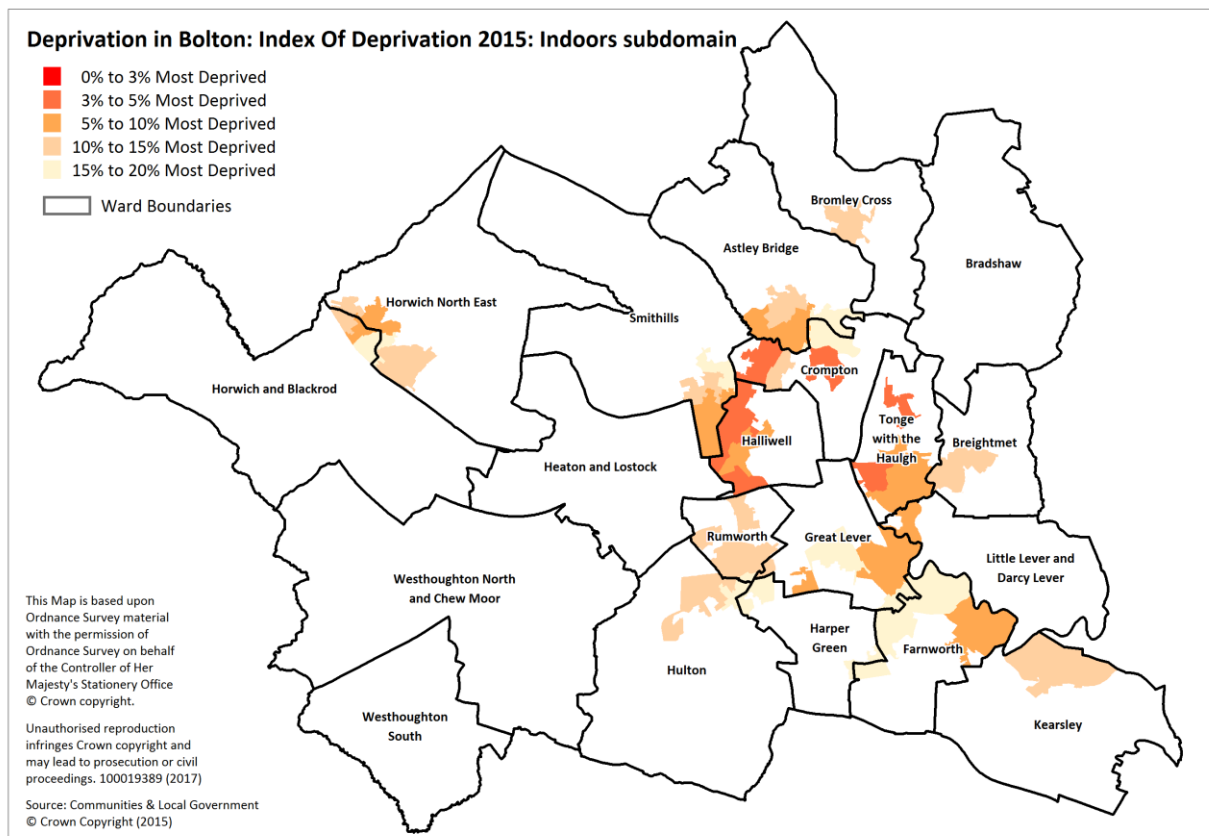 Deprivation in Bolton: Index Of Deprivation 2015: Indoors subdomain
0% to 3% Most Deprived
3% to 5% Most Deprived
5% to 10% Most Deprived
10% to 15% Most Deprived
15% to 20% Most Deprived
Ward Boundaries
Bromley Cross
Astley Bridge
Bradshaw
Horwich North East
Smithills
Crompton
Horwich and Blackrod
Tonge
with the
Haulgh
Halliwell
Breightmet
Heaton and Lostock
Rumworth
Great Lever
Little Lever and
Darcy Lever
Westhoughton North
and Chew Moor
Harper
Green
Farnworth
Hulton
Kearsley
Westhoughton
South
This Map is based upon
Ordnance Survey material
with the permission of
Ordnance Survey on behalf
of the Controller of Her
Majesty's Stationery Office
© Crown copyright.
Unauthorised reproduction
infringes Crown copyright and
may lead to prosecution or civil
proceedings. 100019389 (2017)
Source: Communities & Local Government
© Crown Copyright (2015)